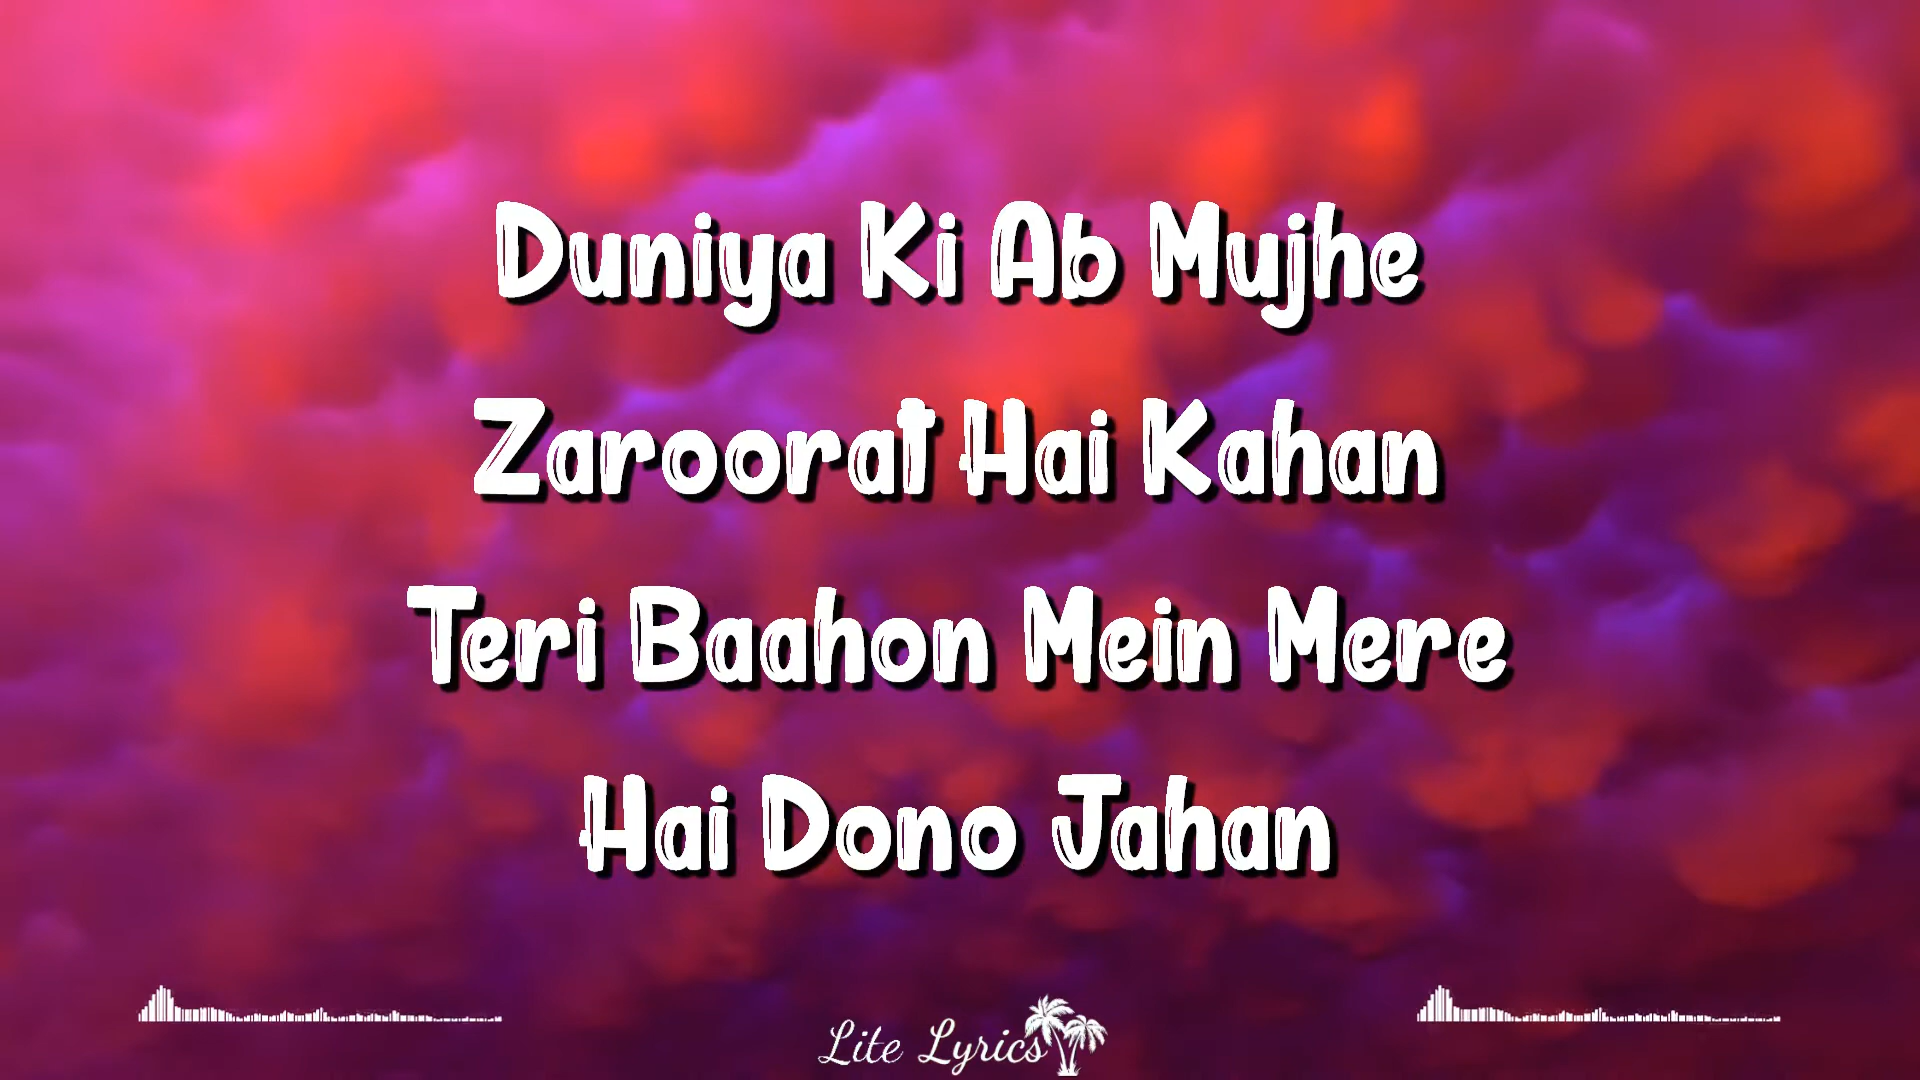 Duniya Ki Ab Mujhe
Zaroorat Hai Kahan
Teri Baahon Mein Mere
Hai Dono Jahan
Lite Lyrics